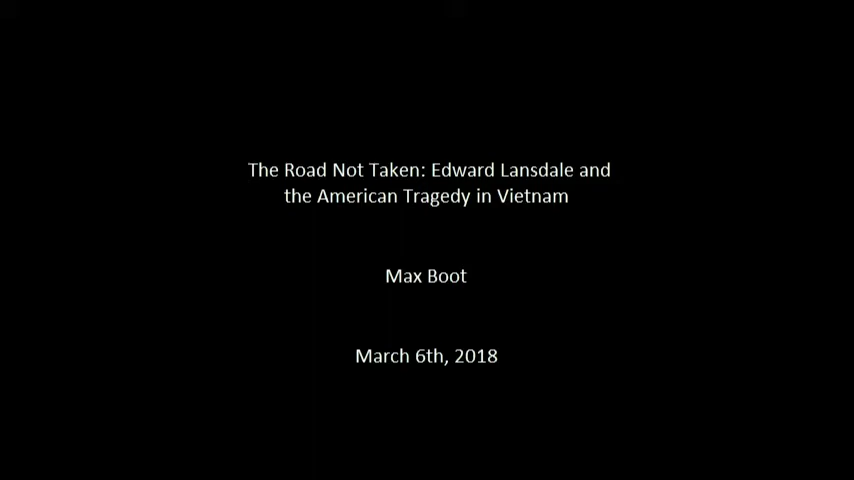 The Road Not Taken: Edward Lansdale and
the American Tragedy in Vietnam
Max Boot
March 6th, 2018